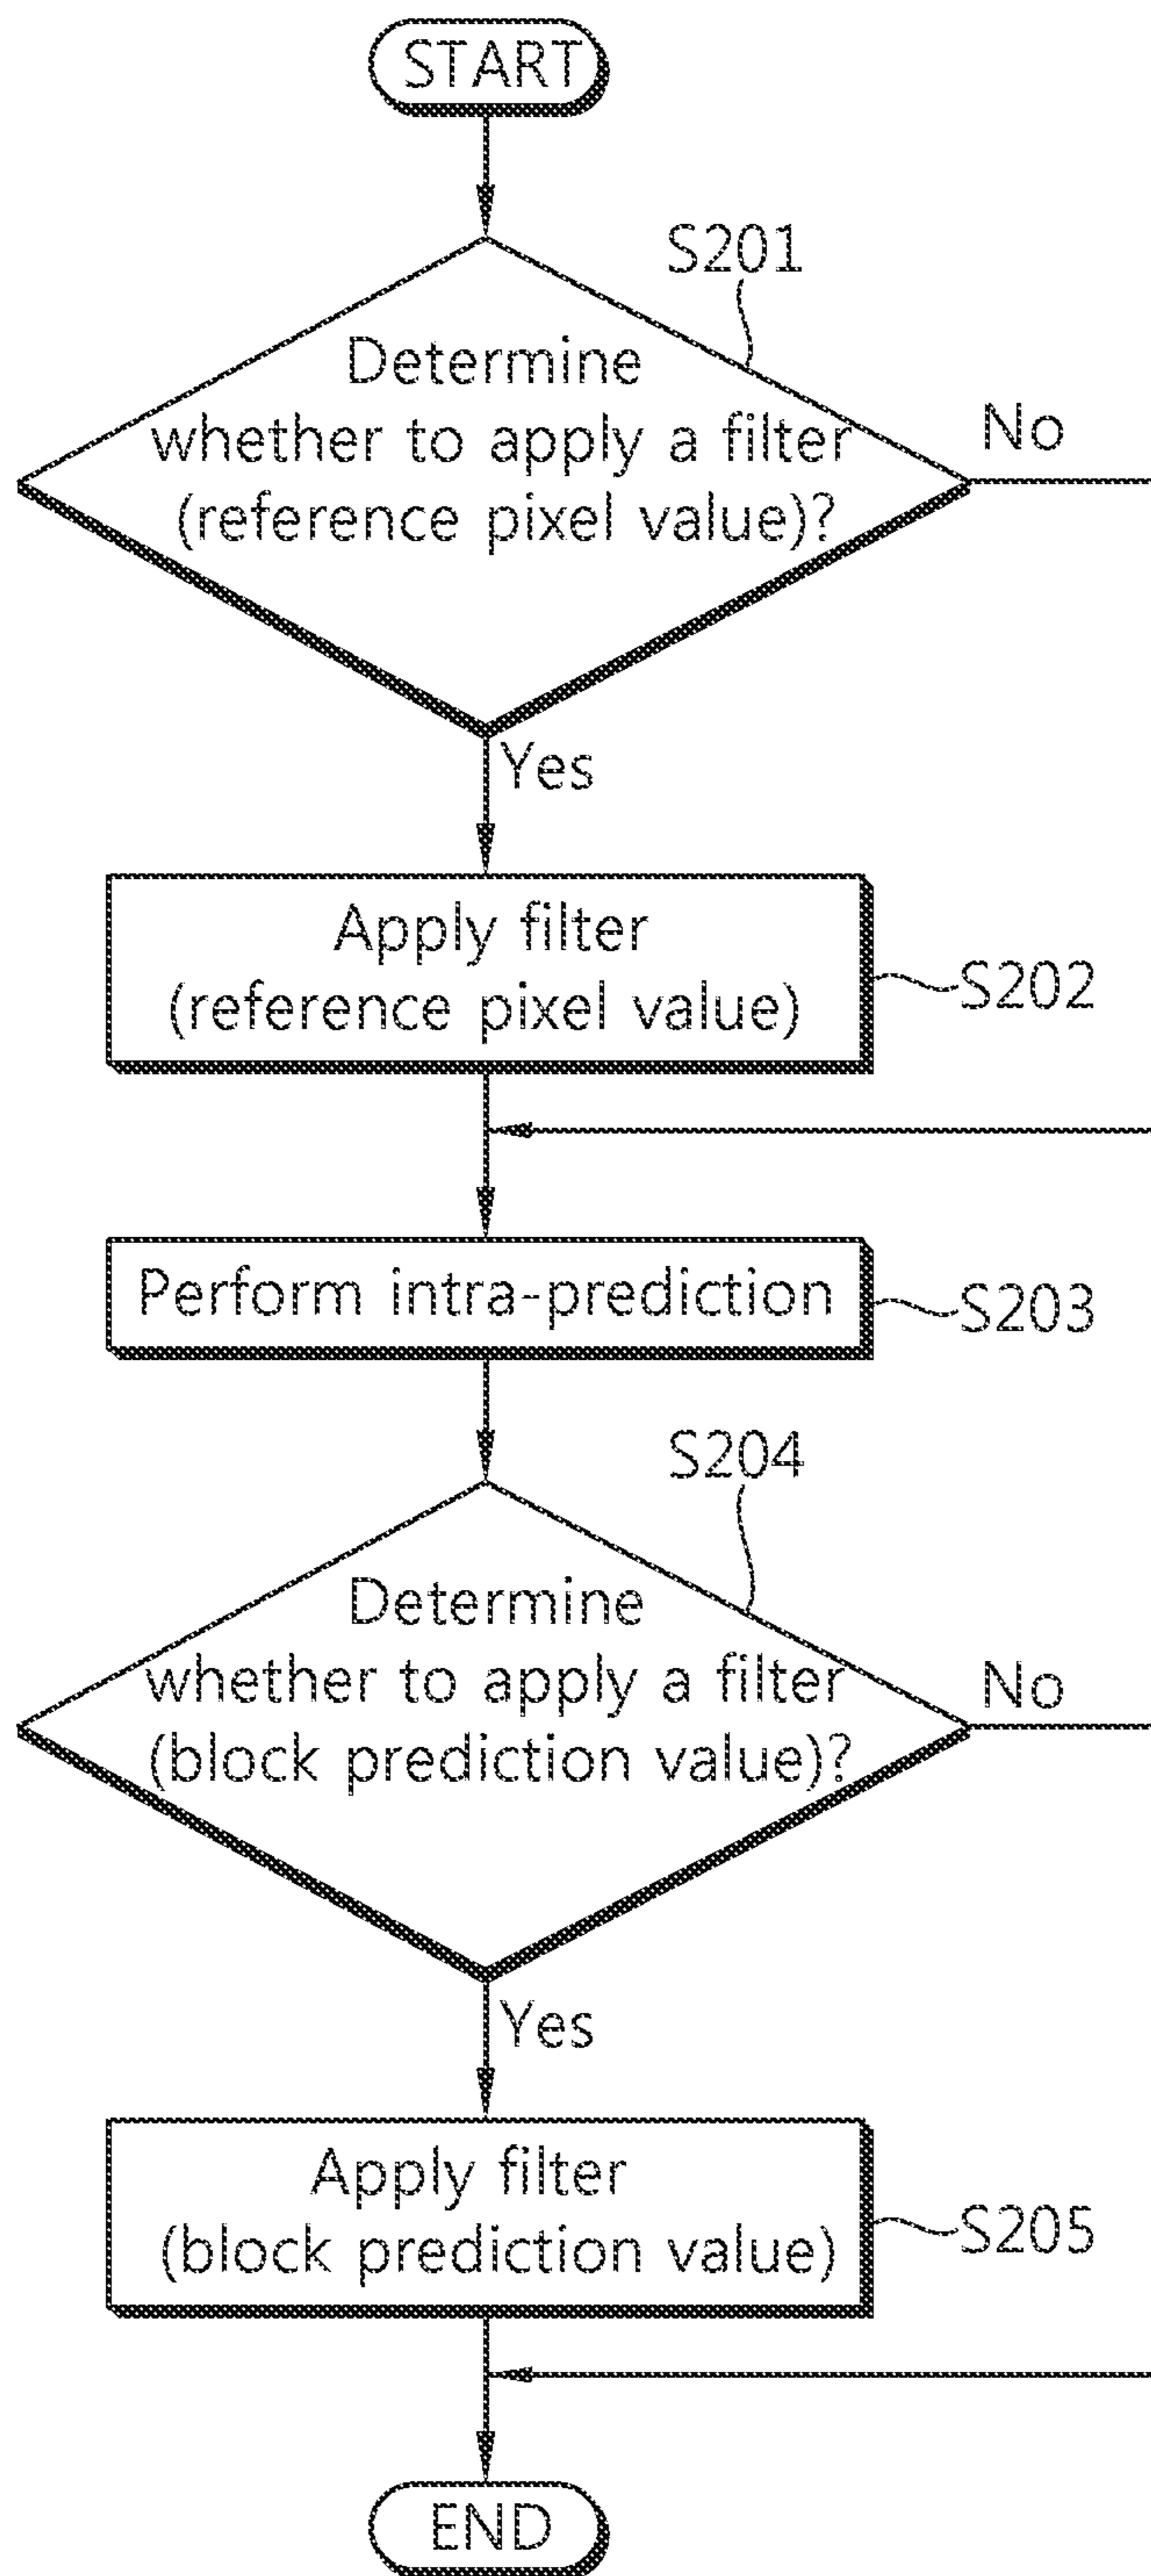 START
S201
Determine
whether to apply a filter
(reference pixel value)?
No
Yes
Apply filter
(reference pixel value)
S202
Perform intra-prediction
S203
S204
Determine
whether to apply a filter
(block prediction value)?
No
Yes
Apply filter
(block prediction value)
S205
END